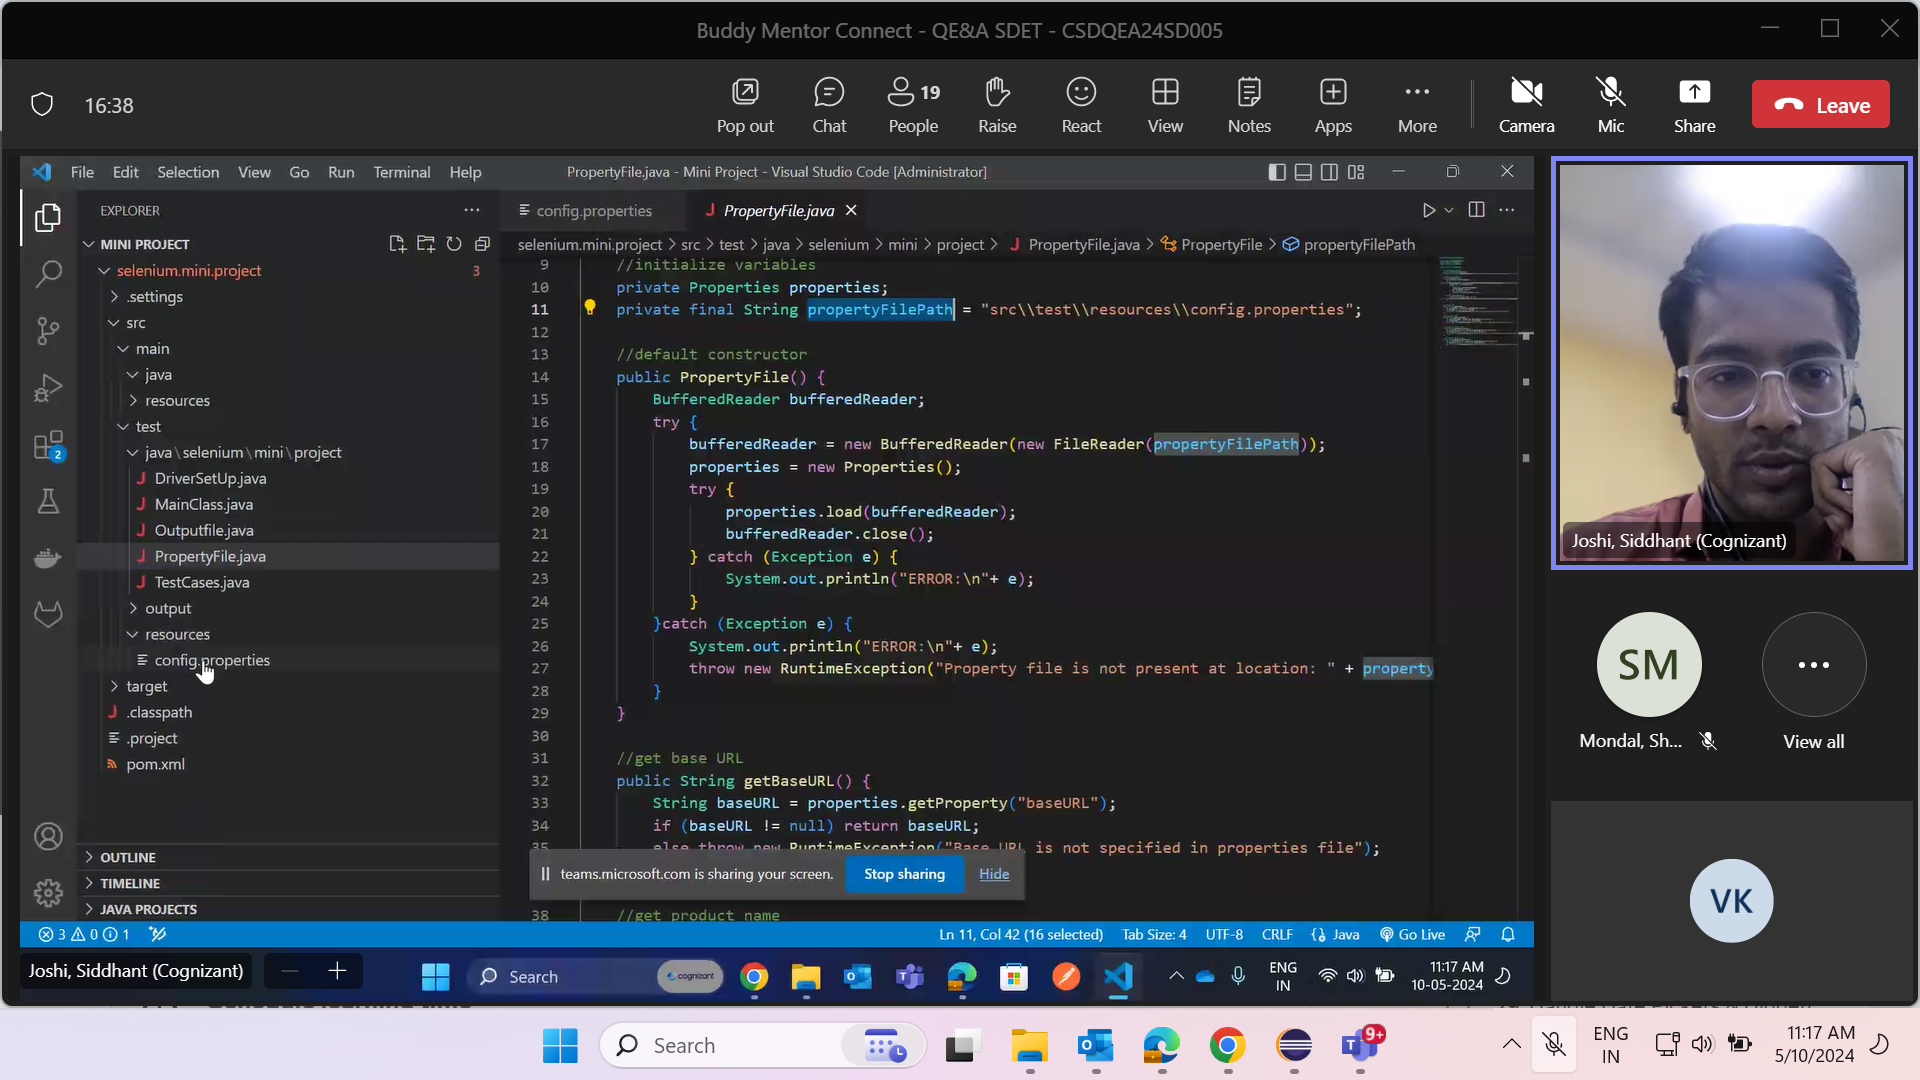 Buddy Mentor Connect - QE&A SDET - CSDQEA24SD005
16:38
Pop out
Chat
19
People
Raise
React
View
Notes
Apps
More
Camera
Mic
Share
Leave
File Edit Selection View Go Run Terminal Help
PropertyFile.java - Mini Project - Visual Studio Code [Administrator]
EXPLORER
MINI PROJECT
selenium.mini.project 3
.settings
src
main
java
resources
test
java\selenium\mini\project
DriverSetUp.java
MainClass.java
Outputfile.java
PropertyFile.java
TestCases.java
output
resources
config.properties
target
.classpath
.project
pom.xml
OUTLINE
TIMELINE
JAVA PROJECTS
2
config.properties
PropertyFile.java
selenium.mini.project > src > test > java > selenium > mini > project > PropertyFile.java > PropertyFile > propertyFilePath
9 //initialize variables
10 private Properties properties;
11 private final String propertyFilePath = "src\\test\\resources\\config.properties";
12
13 //default constructor
14 public PropertyFile() {
15 BufferedReader bufferedReader;
16 try {
17 bufferedReader = new BufferedReader(new FileReader(propertyFilePath));
18 properties = new Properties();
19 try {
20 properties.load(bufferedReader);
21 bufferedReader.close();
22 } catch (Exception e) {
23 System.out.println("ERROR:\n"+ e);
24 }
25 }catch (Exception e) {
26 System.out.println("ERROR:\n"+ e);
27 throw new RuntimeException("Property file is not present at location: " + property
28 }
29 }
30
31 //get base URL
32 public String getBaseURL() {
33 String baseURL = properties.getProperty("baseURL");
34 if (baseURL != null) return baseURL;
35 else throw new RuntimeException("Base URL is not specified in properties file");
38 //get product name
teams.microsoft.com is sharing your screen.
Stop sharing
Hide
3 0 1
Ln 11, Col 42 (16 selected)
Tab Size: 4
UTF-8
CRLF
{} Java
Go Live
Joshi, Siddhant (Cognizant)
Search
cognizant
ENG
IN
11:17 AM
10-05-2024
Joshi, Siddhant (Cognizant)
SM
Mondal, Sh...
View all
VK
Search
9+
ENG
IN
11:17 AM
5/10/2024